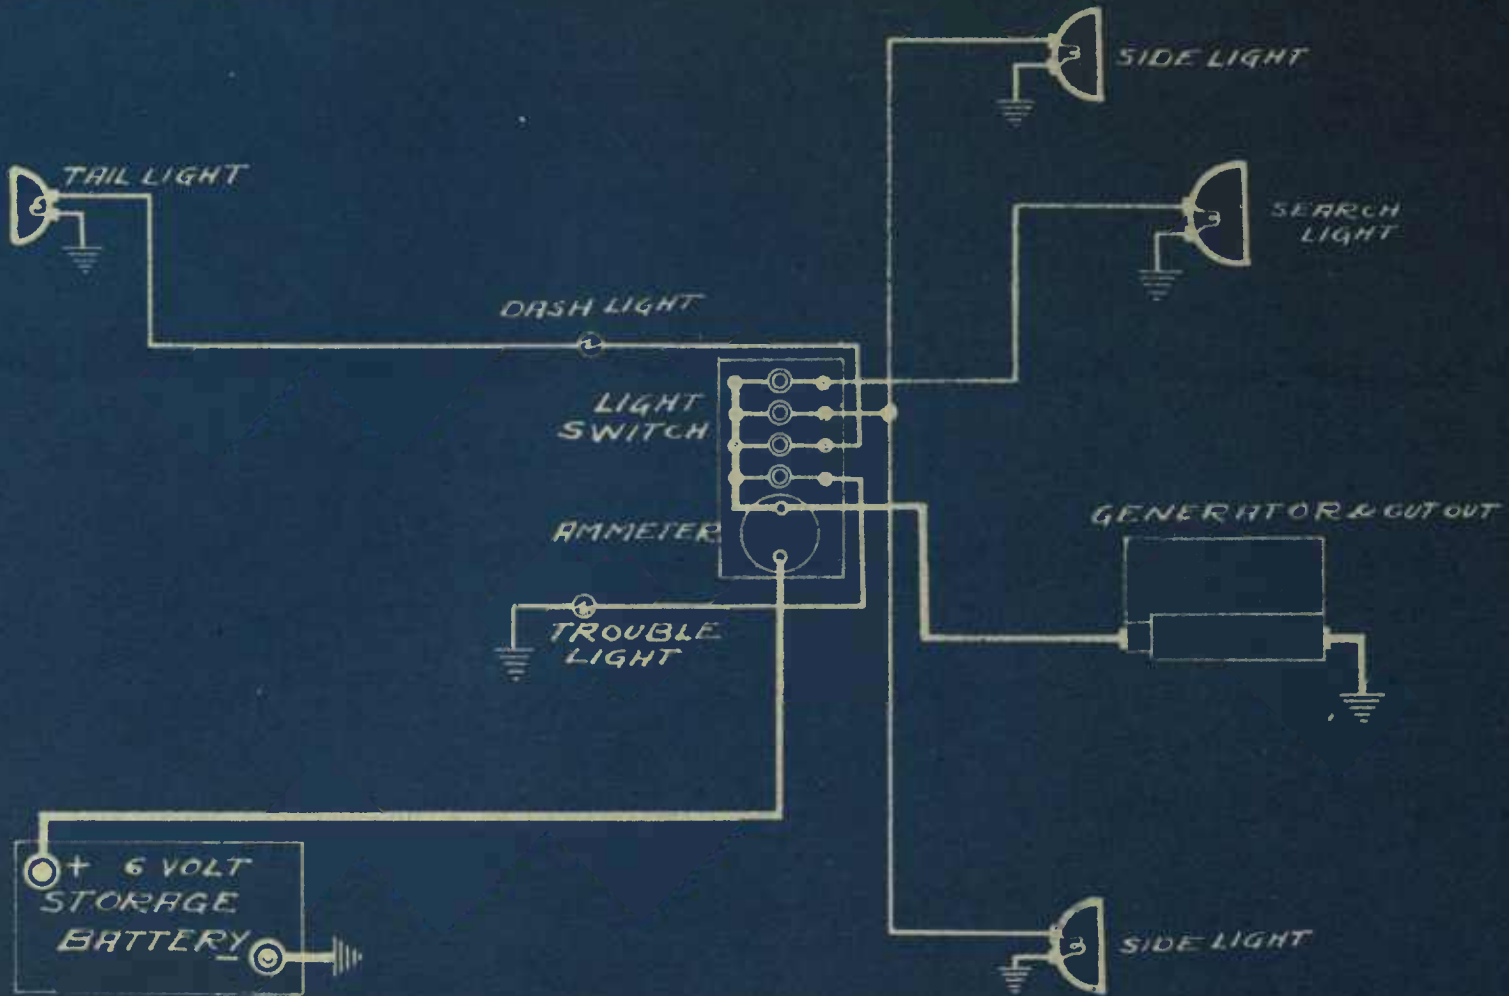 SIDE LIGHT
TAIL LIGHT
SEARCH
LIGHT
DASH LIGHT
LIGHT
SWITCH
GENERATOR & CUT OUT
AMMETER
TROUBLE
LIGHT
+ 6 VOLT
STORAGE
BATTERY
−
SIDE LIGHT